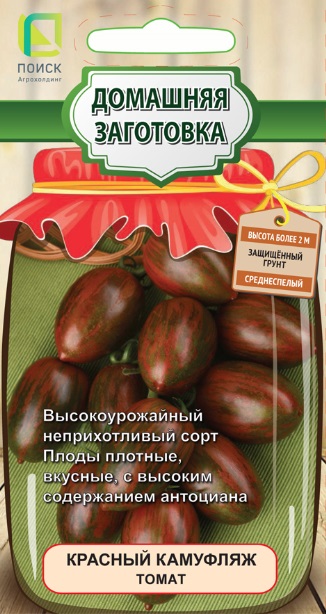 ПОИСК
Агрохолдинг
ДОМАШНЯЯ
ЗАГОТОВКА
ВЫСОТА БОЛЕЕ 2 М
ЗАЩИЩЁННЫЙ
ГРУНТ
СРЕДНЕСПЕЛЫЙ
Высокоурожайный
неприхотливый сорт
Плоды плотные,
вкусные, с высоким
содержанием антоциана
КРАСНЫЙ КАМУФЛЯЖ
ТОМАТ